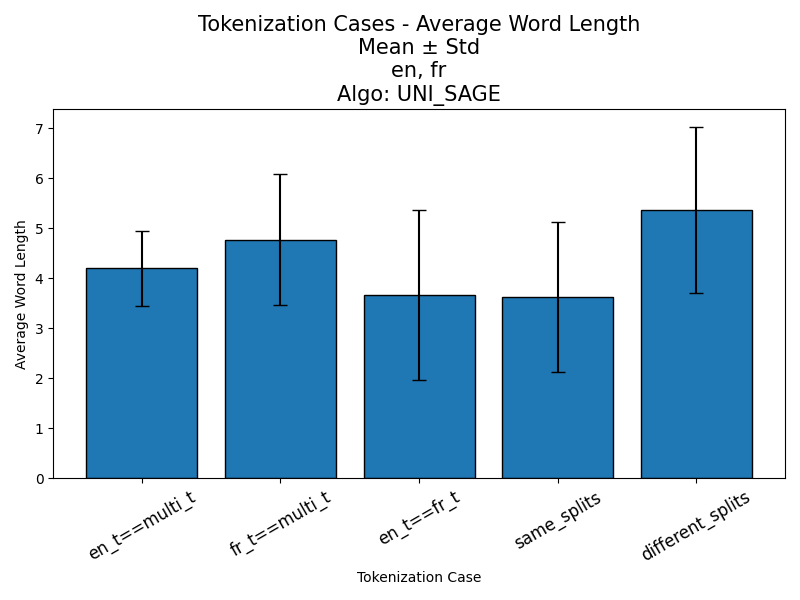 Tokenization Cases - Average Word Length
Mean ± Std
en, fr
Algo: UNI_SAGE
Average Word Length
7
6
5
4
3
2
1
0
en_t==multi_t
fr_t==multi_t
en_t==fr_t
same_splits
different_splits
Tokenization Case